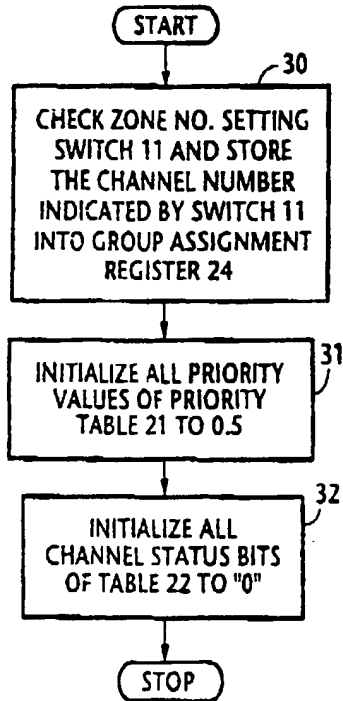 START
30
CHECK ZONE NO. SETTING
SWITCH 11 AND STORE
THE CHANNEL NUMBER
INDICATED BY SWITCH 11
INTO GROUP ASSIGNMENT
REGISTER 24
31
INITIALIZE ALL PRIORITY
VALUES OF PRIORITY
TABLE 21 TO 0.5
32
INITIALIZE ALL
CHANNEL STATUS BITS
OF TABLE 22 TO "0"
STOP